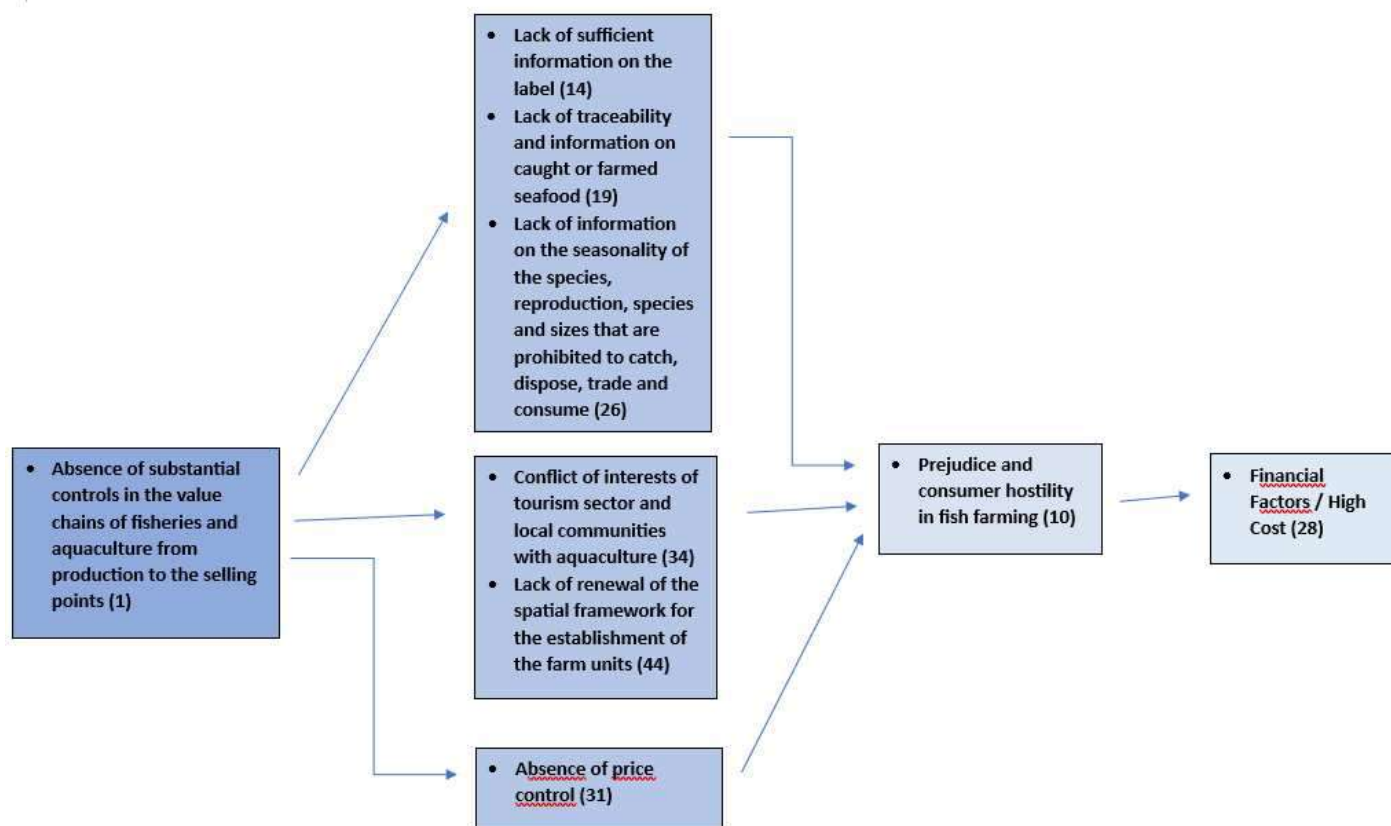 • Lack of sufficient
information on the
label (14)
• Lack of traceability
and information on
caught or farmed
seafood (19)
• Lack of information
on the seasonality of
the species,
reproduction, species
and sizes that are
prohibited to catch,
dispose, trade and
consume (26)
• Absence of substantial
controls in the value
chains of fisheries and
aquaculture from
production to the selling
points (1)
• Conflict of interests of
tourism sector and
local communities
with aquaculture (34)
• Lack of renewal of the
spatial framework for
the establishment of
the farm units (44)
• Absence of price
control (31)
• Prejudice and
consumer hostility
in fish farming (10)
• Financial
Factors / High
Cost (28)